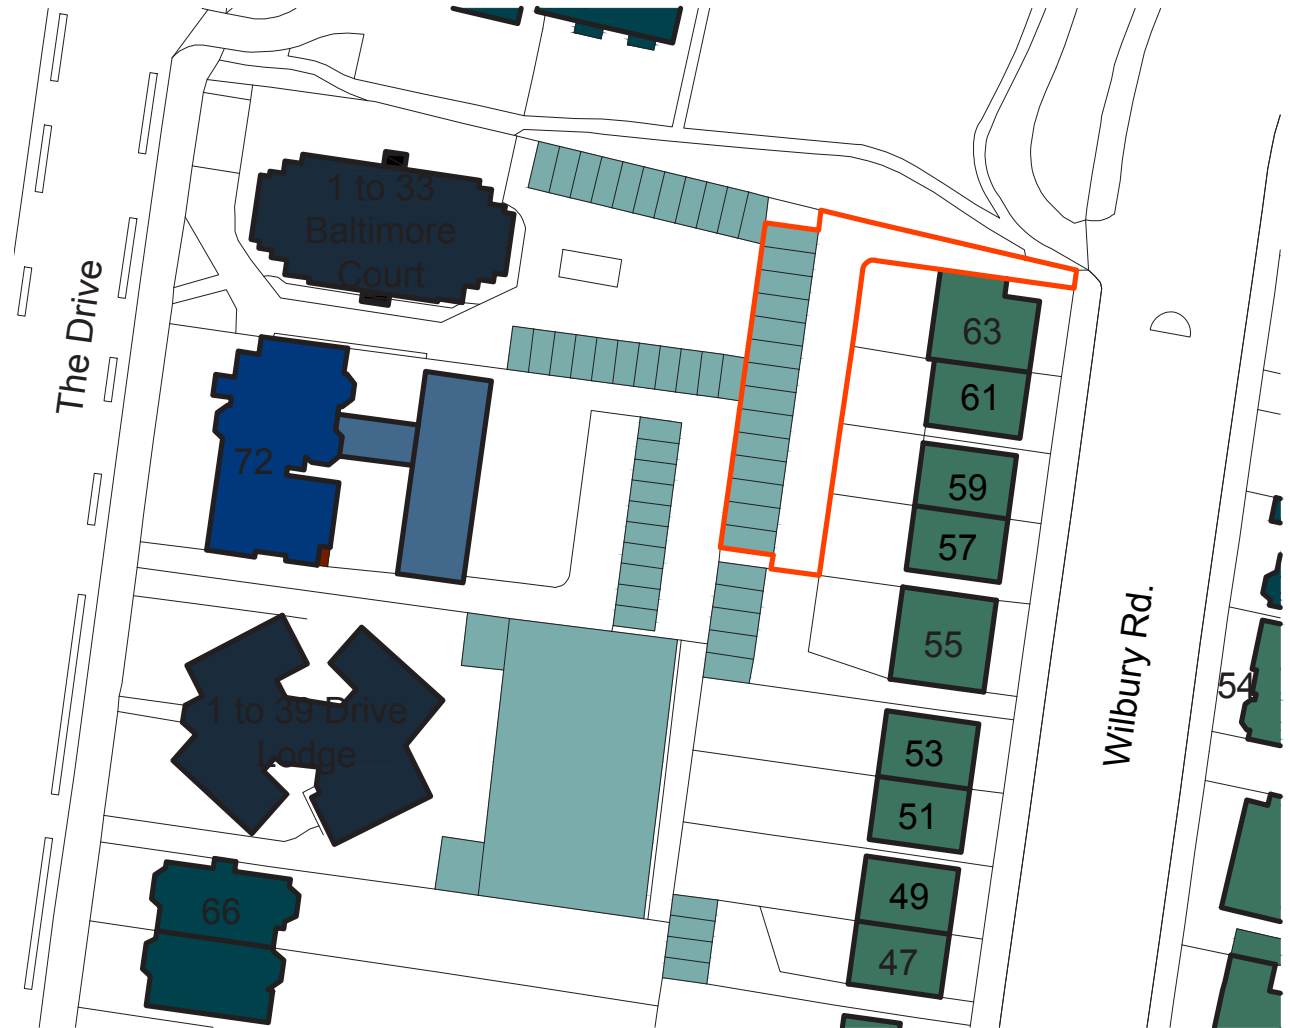 1 to 33
Baltimore
Court
The Drive
63
61
72
59
57
55
Wilbury Rd.
54
1 to 39 Drive
Lodge
53
51
49
66
47